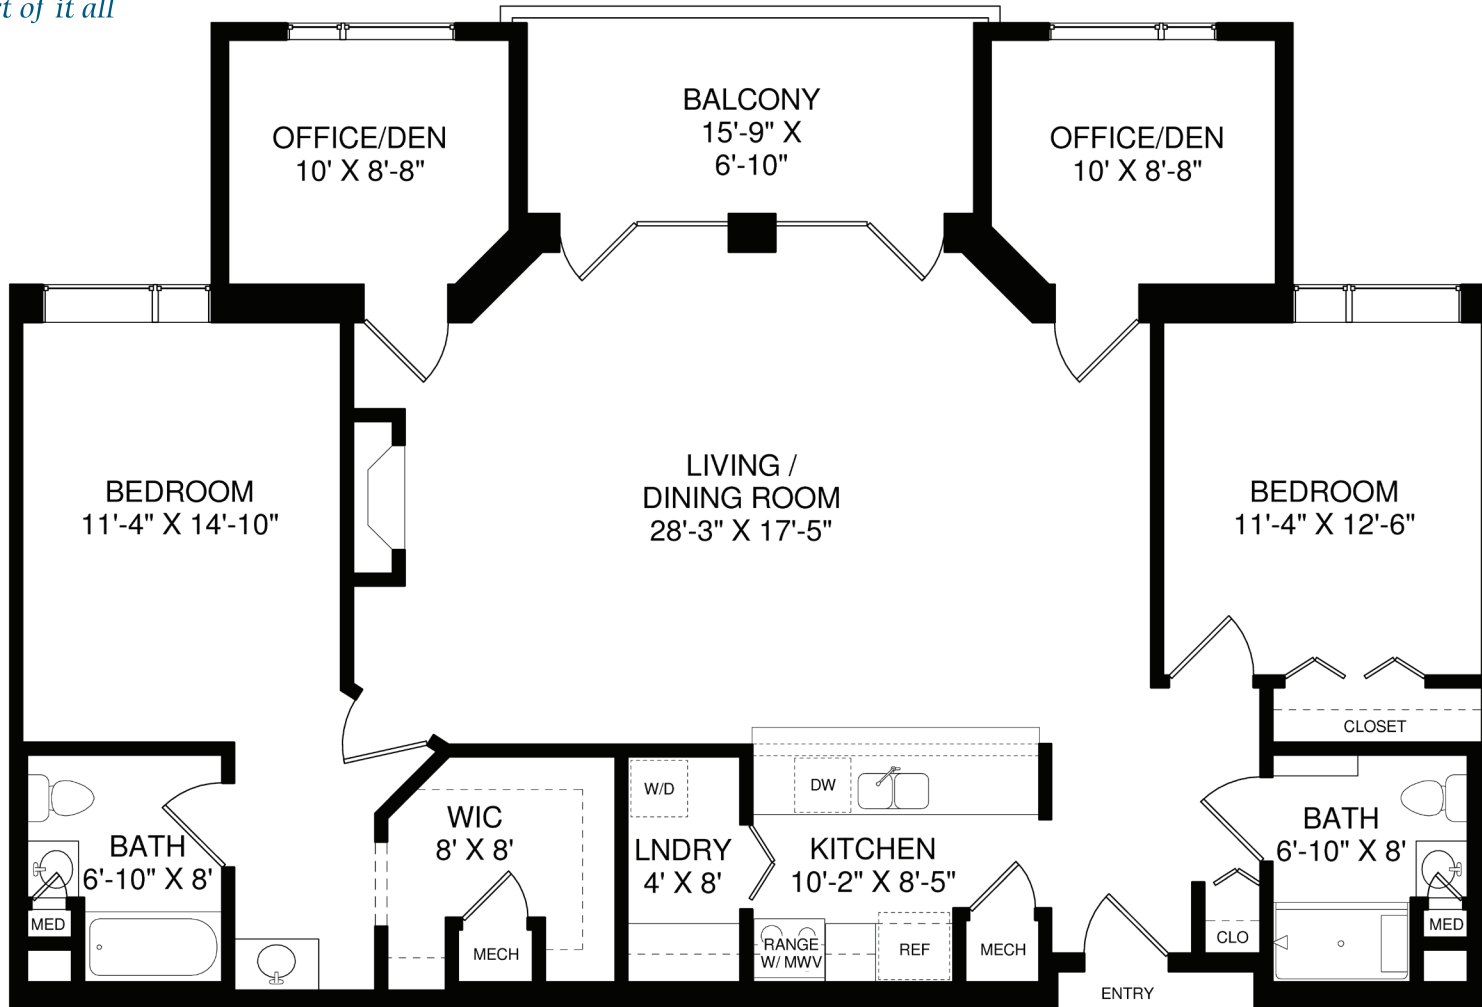 of it all
OFFICE/DEN
10' X 8'-8"
BALCONY
15'-9" X
6'-10"
OFFICE/DEN
10' X 8'-8"
BEDROOM
11'-4" X 14'-10"
LIVING /
DINING ROOM
28'-3" X 17'-5"
BEDROOM
11'-4" X 12'-6"
CLOSET
BATH
6'-10" X 8'
MED
WIC
8' X 8'
MECH
W/D
LNDRY
4' X 8'
DW
KITCHEN
10'-2" X 8'-5"
RANGE
W/ MWV
REF
MECH
ENTRY
CLO
BATH
6'-10" X 8'
MED